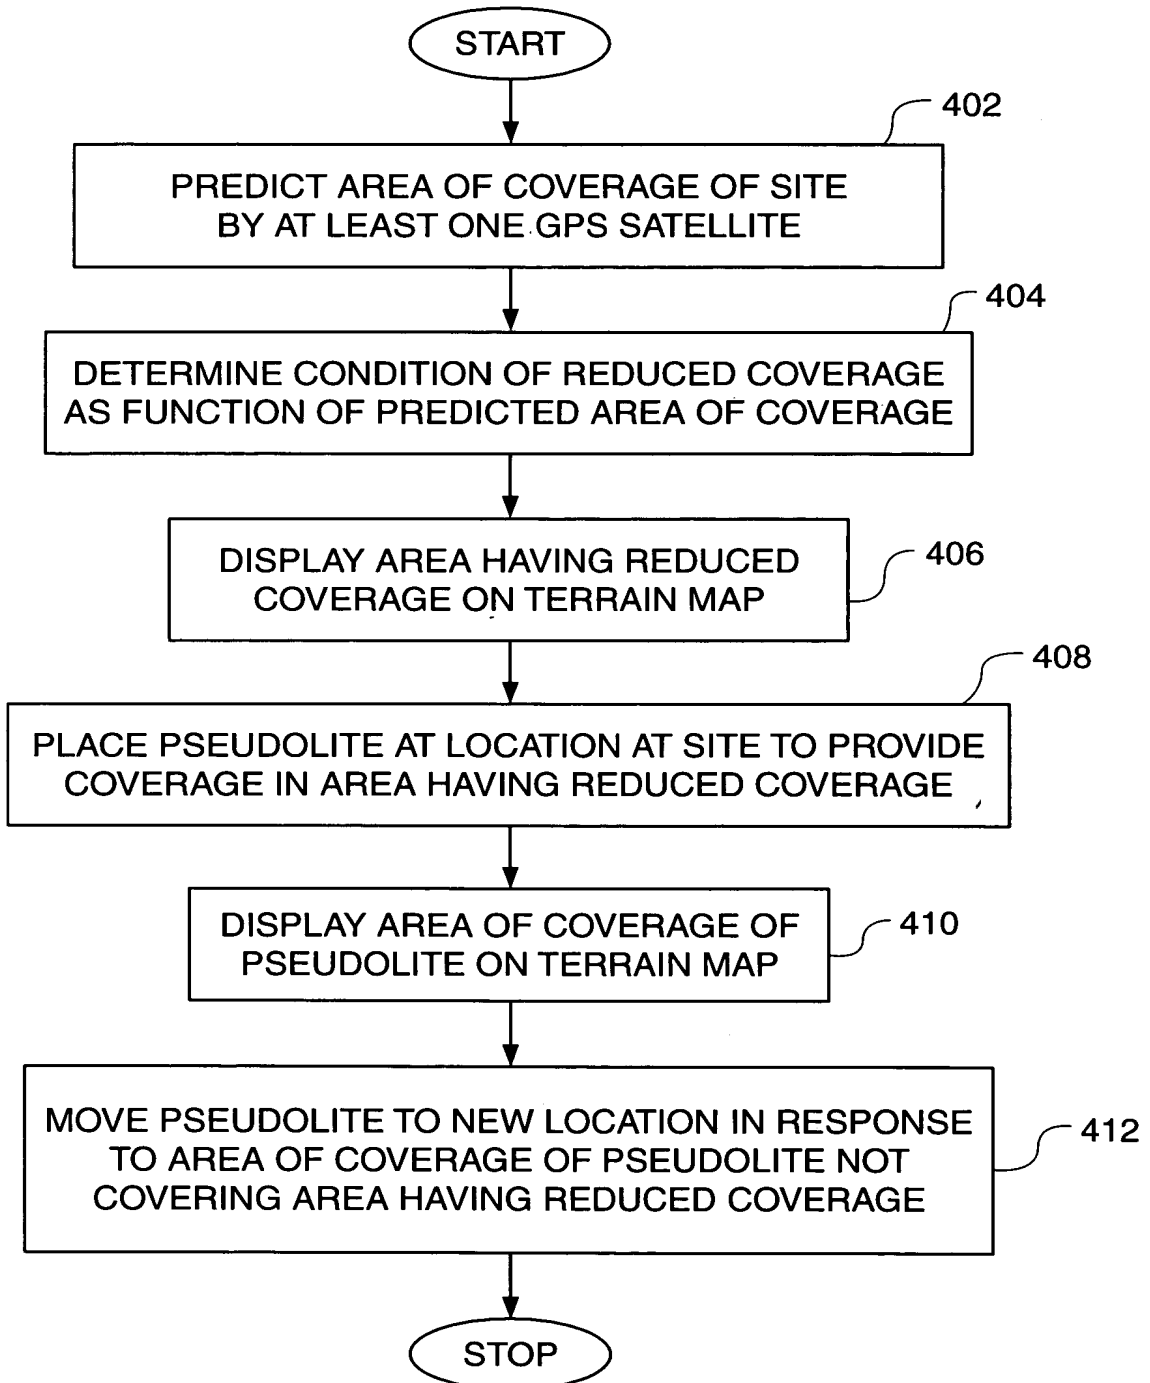 START
402
PREDICT AREA OF COVERAGE OF SITE
BY AT LEAST ONE GPS SATELLITE
404
DETERMINE CONDITION OF REDUCED COVERAGE
AS FUNCTION OF PREDICTED AREA OF COVERAGE
406
DISPLAY AREA HAVING REDUCED
COVERAGE ON TERRAIN MAP
408
PLACE PSEUDOLITE AT LOCATION AT SITE TO PROVIDE
COVERAGE IN AREA HAVING REDUCED COVERAGE
410
DISPLAY AREA OF COVERAGE OF
PSEUDOLITE ON TERRAIN MAP
412
MOVE PSEUDOLITE TO NEW LOCATION IN RESPONSE
TO AREA OF COVERAGE OF PSEUDOLITE NOT
COVERING AREA HAVING REDUCED COVERAGE
STOP